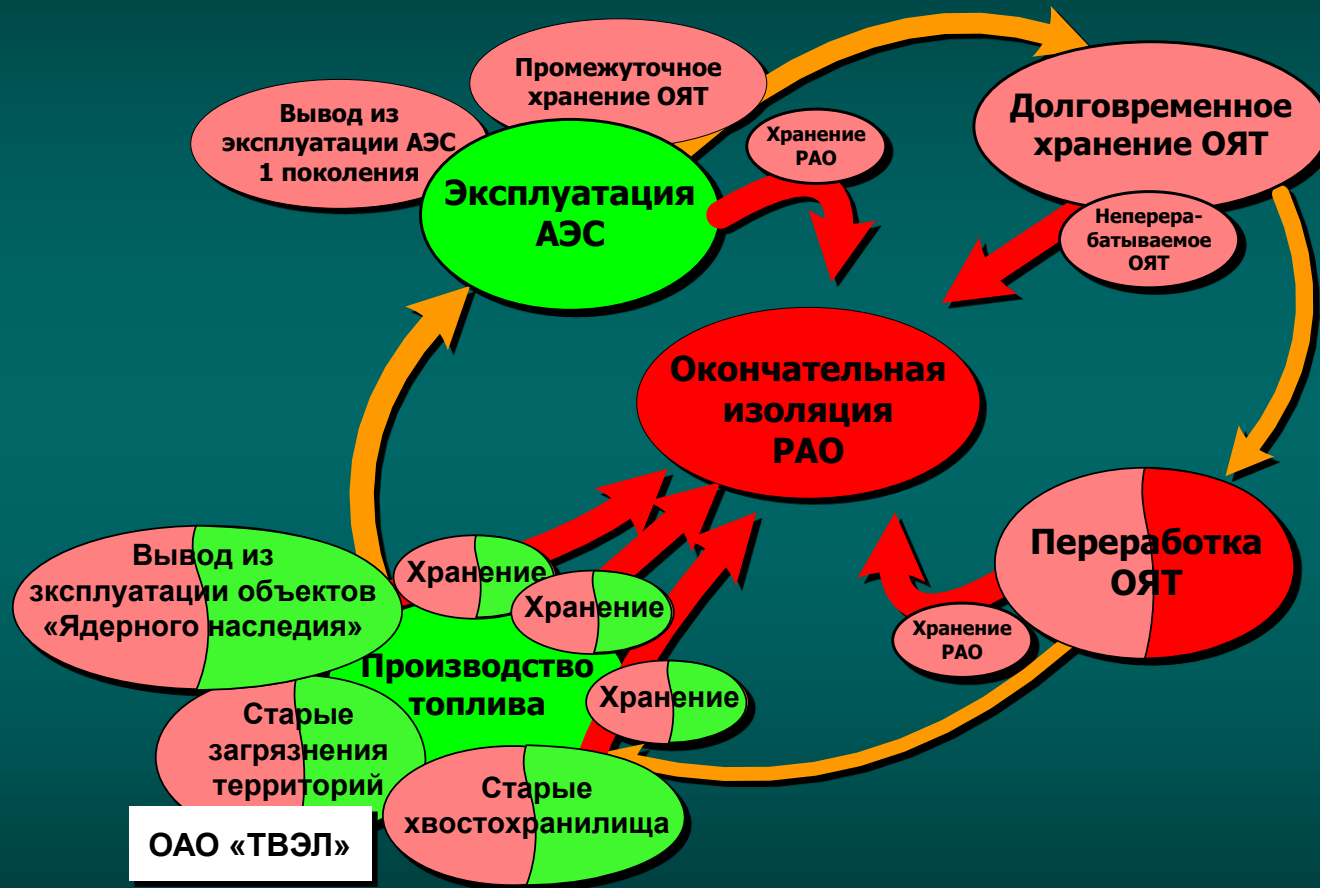 Промежуточное
хранение ОЯТ
Вывод из
эксплуатации АЭС
1 поколения
Эксплуатация
АЭС
Хранение
РАО
Долговременное
хранение ОЯТ
Неперера-
батываемое
ОЯТ
Окончательная
изоляция
РАО
Переработка
ОЯТ
Хранение
РАО
Вывод из
зксплуатации объектов
«Ядерного наследия»
Хранение
Хранение
Хранение
Производство
топлива
Старые
загрязнения
территорий
Старые
хвостохранилища
ОАО «ТВЭЛ»